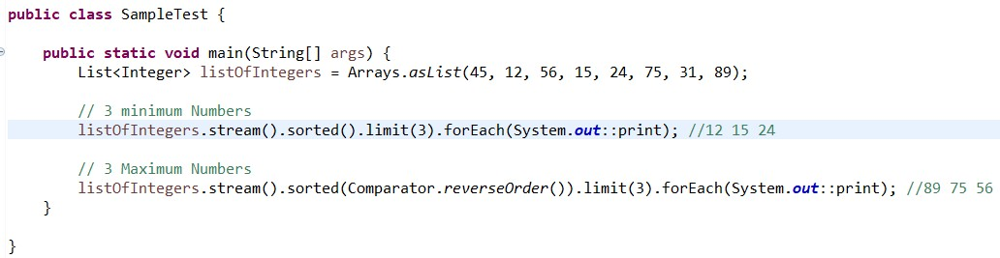 public class SampleTest {
public static void main(String[] args) {
List<Integer> listOfIntegers = Arrays.asList(45, 12, 56, 15, 24, 75, 31, 89);
// 3 minimum Numbers
listOfIntegers.stream().sorted().limit(3).forEach(System.out::print); //12 15 24
// 3 Maximum Numbers
listOfIntegers.stream().sorted(Comparator.reverseOrder()).limit(3).forEach(System.out::print); //89 75 56
}
}